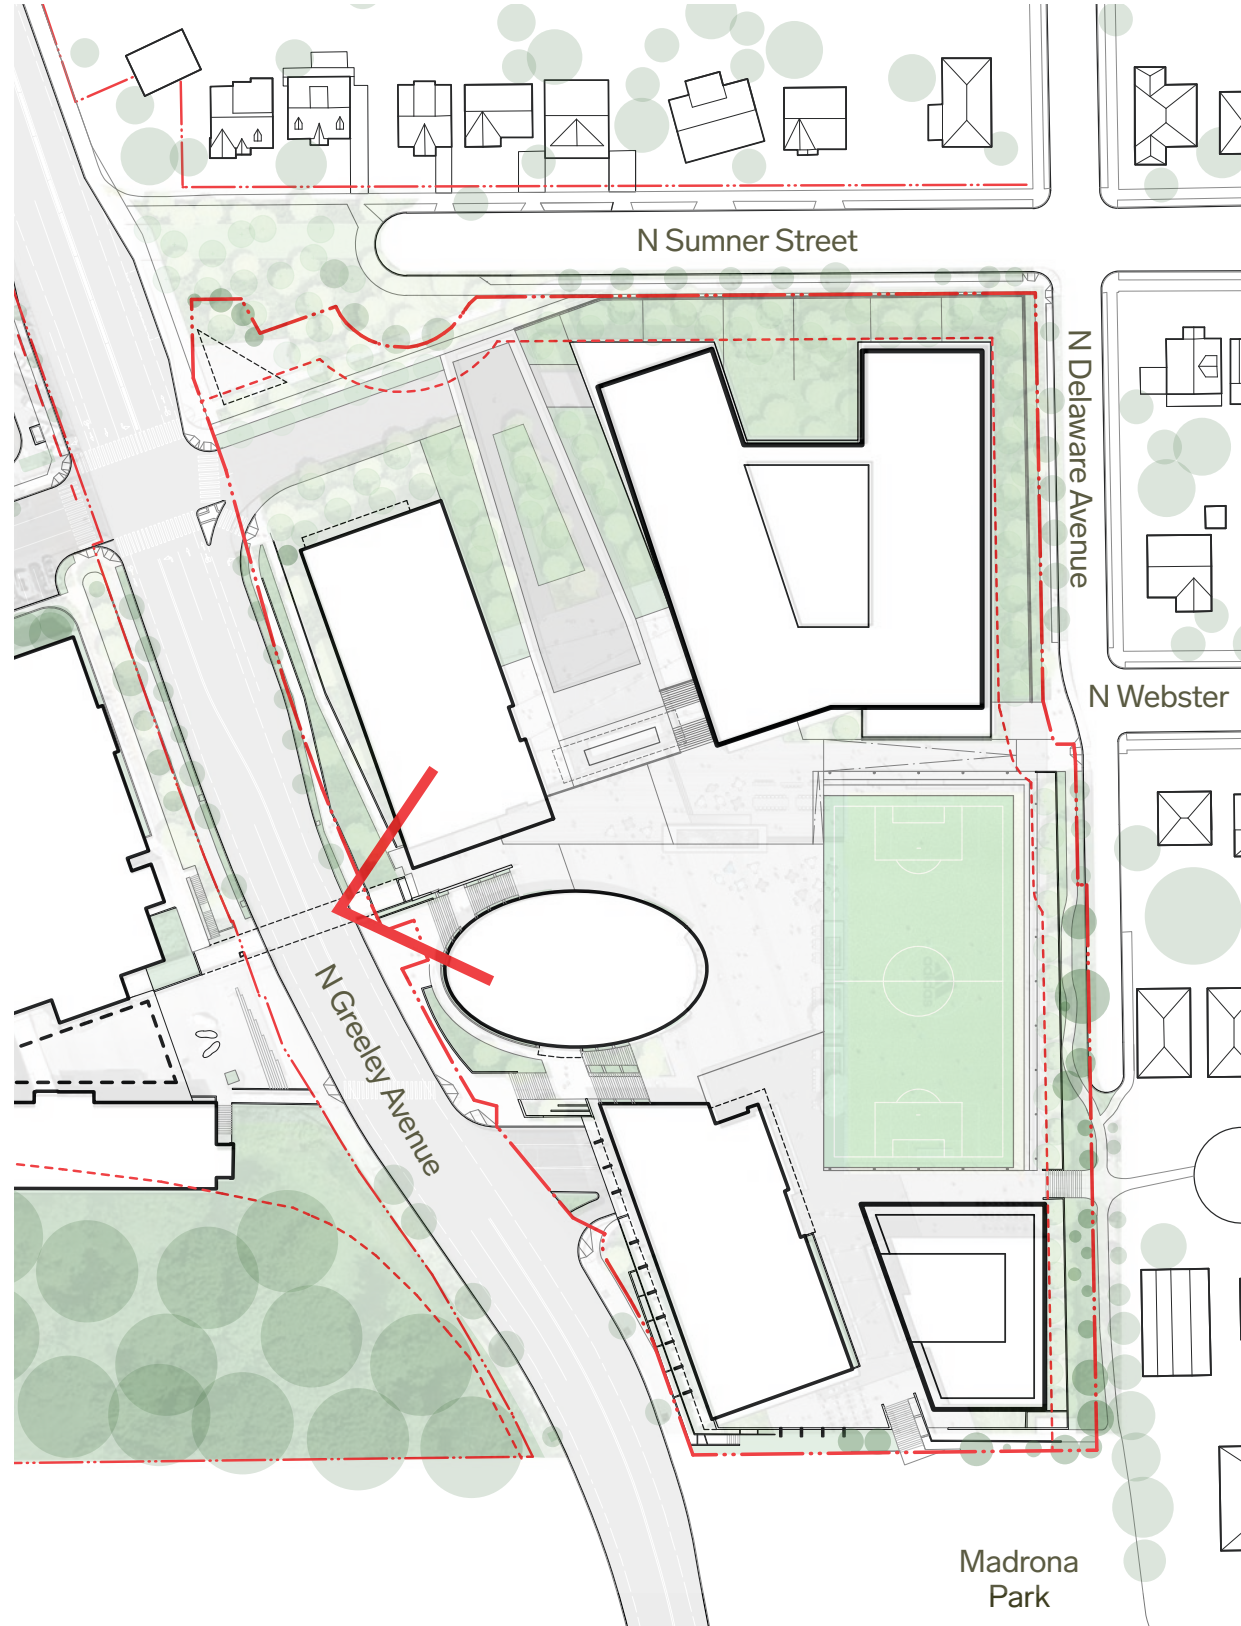 N Sumner Street
N Delaware Avenue
N Webster
N Greeley Avenue
Madrona
Park